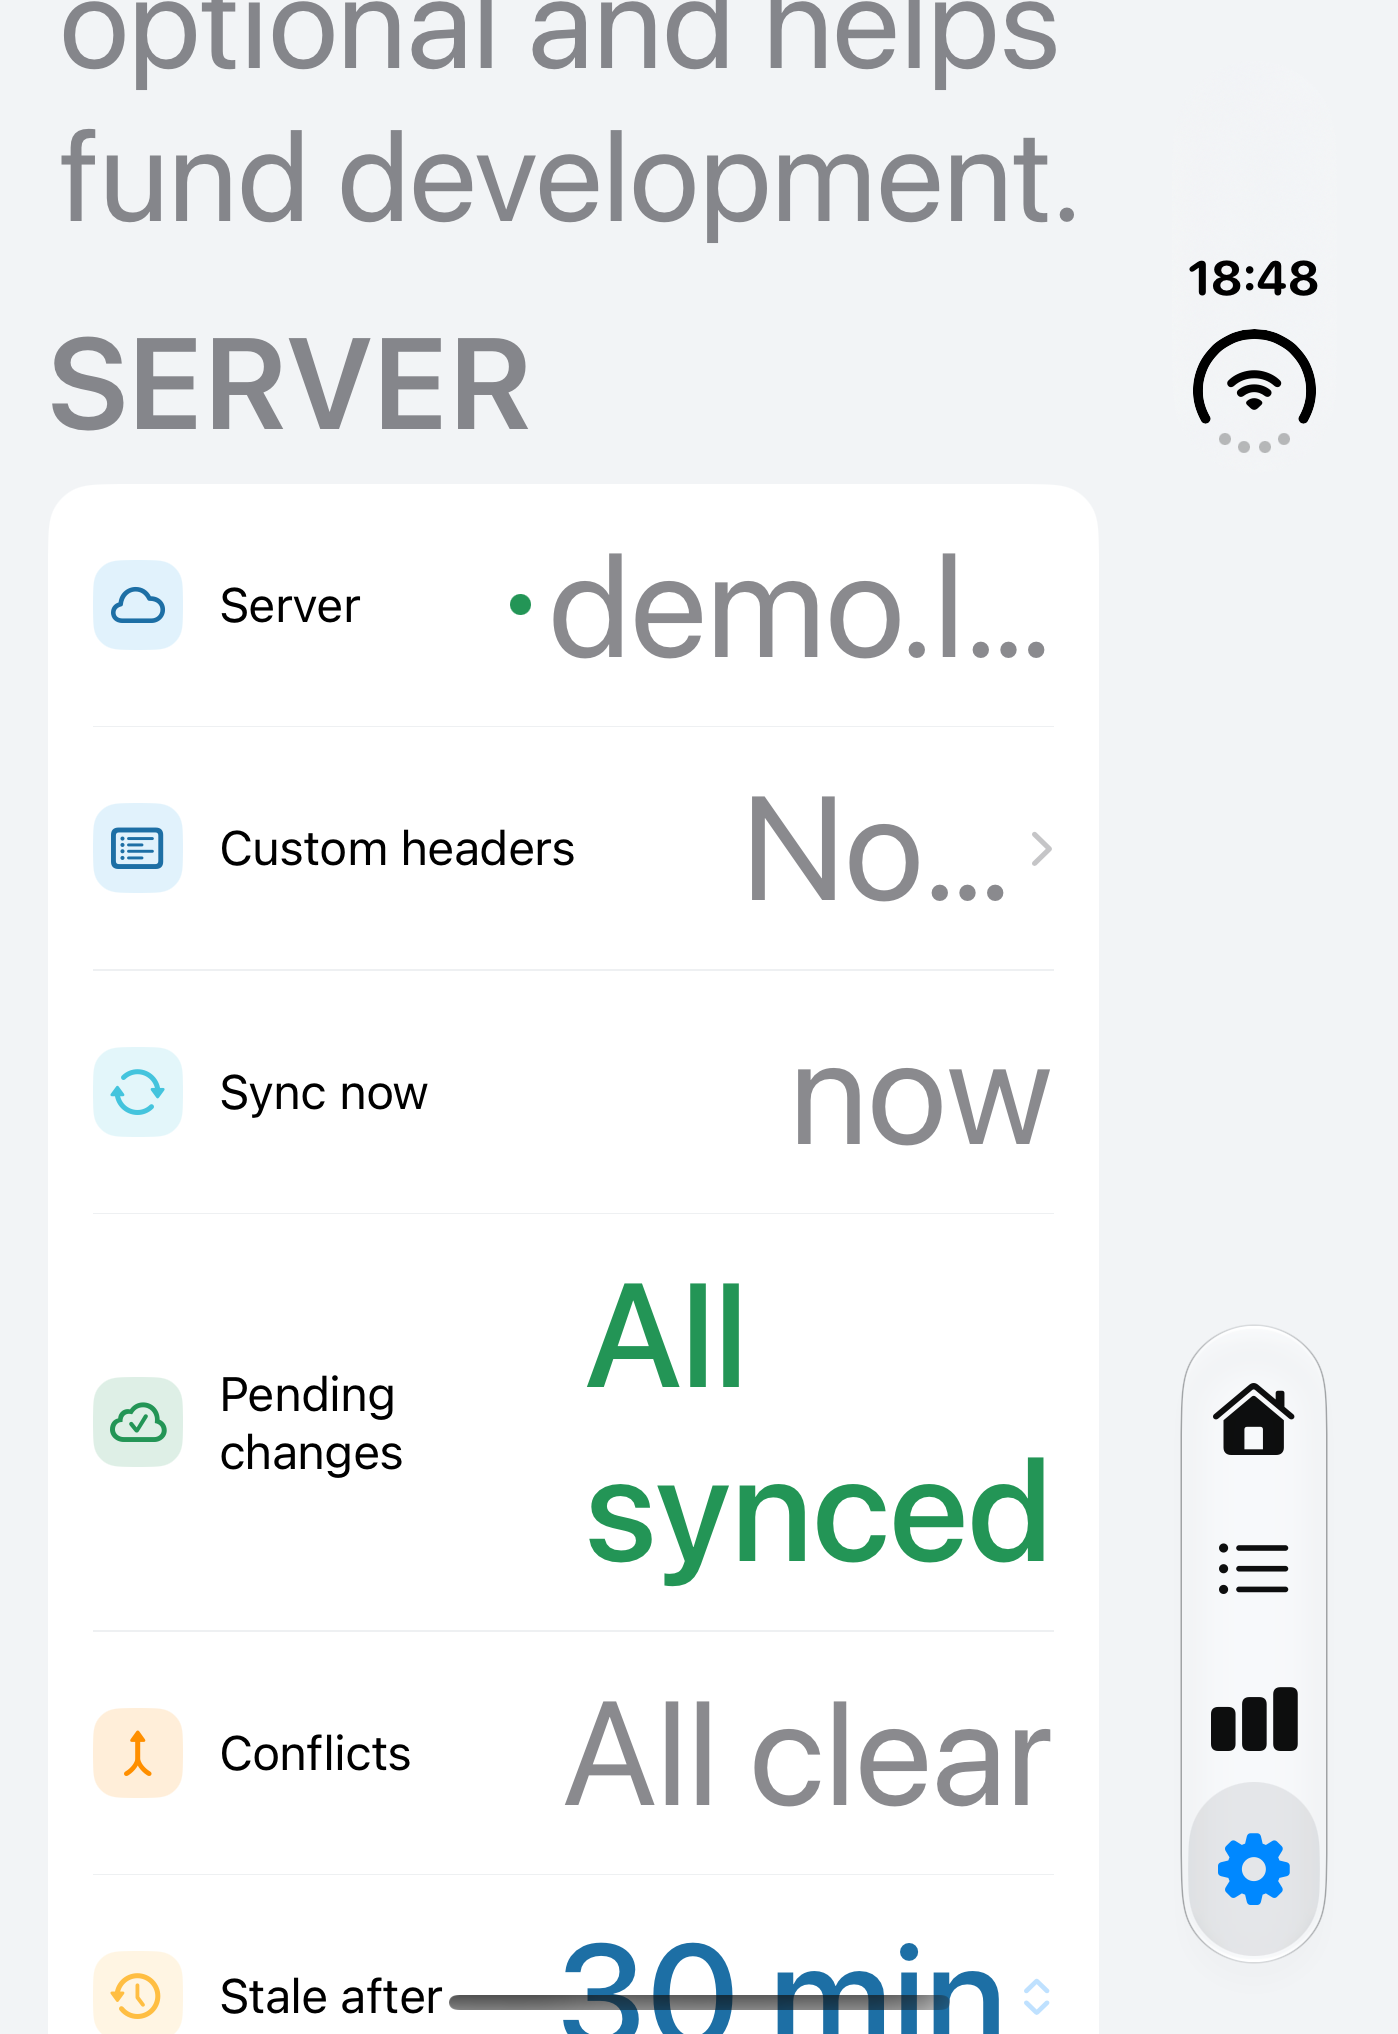 optional and helps
fund development.
18:48
SERVER
Server demo.l...
Custom headers No...
Sync now now
Pending changes All synced
Conflicts All clear
Stale after 30 min